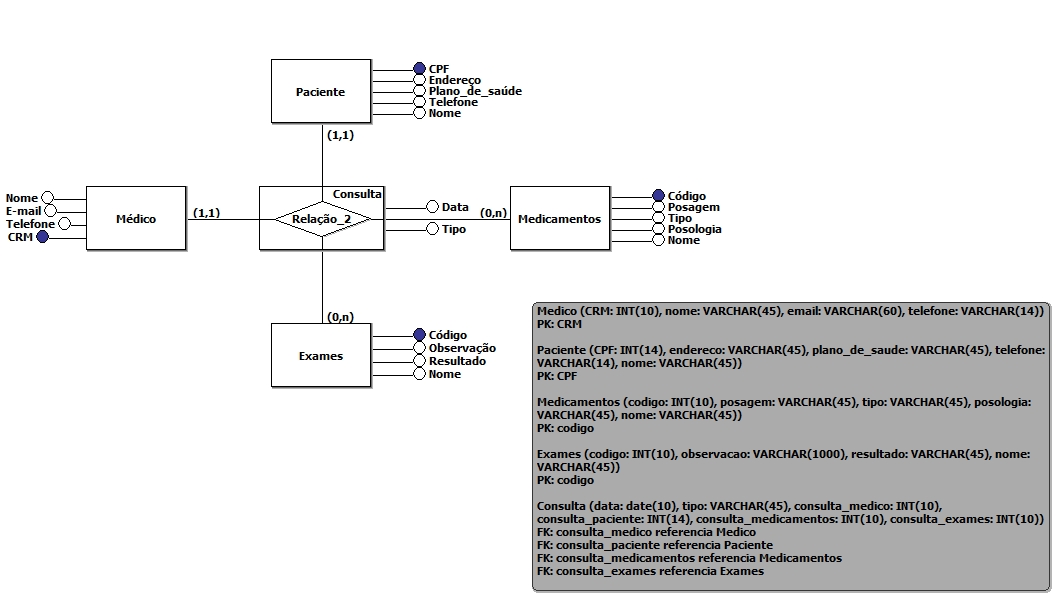 Paciente
CPF
Endereço
Plano_de_saúde
Telefone
Nome
(1,1)
Nome
E-mail
Telefone
CRM
Médico
(1,1)
Consulta
Relação_2
Data
Tipo
(0,n)
Medicamentos
Código
Posagem
Tipo
Posologia
Nome
(0,n)
Exames
Código
Observação
Resultado
Nome
Medico (CRM: INT(10), nome: VARCHAR(45), email: VARCHAR(60), telefone: VARCHAR(14))
PK: CRM
Paciente (CPF: INT(14), endereco: VARCHAR(45), plano_de_saude: VARCHAR(45), telefone:
VARCHAR(14), nome: VARCHAR(45))
PK: CPF
Medicamentos (codigo: INT(10), posagem: VARCHAR(45), tipo: VARCHAR(45), posologia:
VARCHAR(45), nome: VARCHAR(45))
PK: codigo
Exames (codigo: INT(10), observacao: VARCHAR(1000), resultado: VARCHAR(45), nome:
VARCHAR(45))
PK: codigo
Consulta (data: date(10), tipo: VARCHAR(45), consulta_medico: INT(10),
consulta_paciente: INT(14), consulta_medicamentos: INT(10), consulta_exames: INT(10))
FK: consulta_medico referencia Medico
FK: consulta_paciente referencia Paciente
FK: consulta_medicamentos referencia Medicamentos
FK: consulta_exames referencia Exames